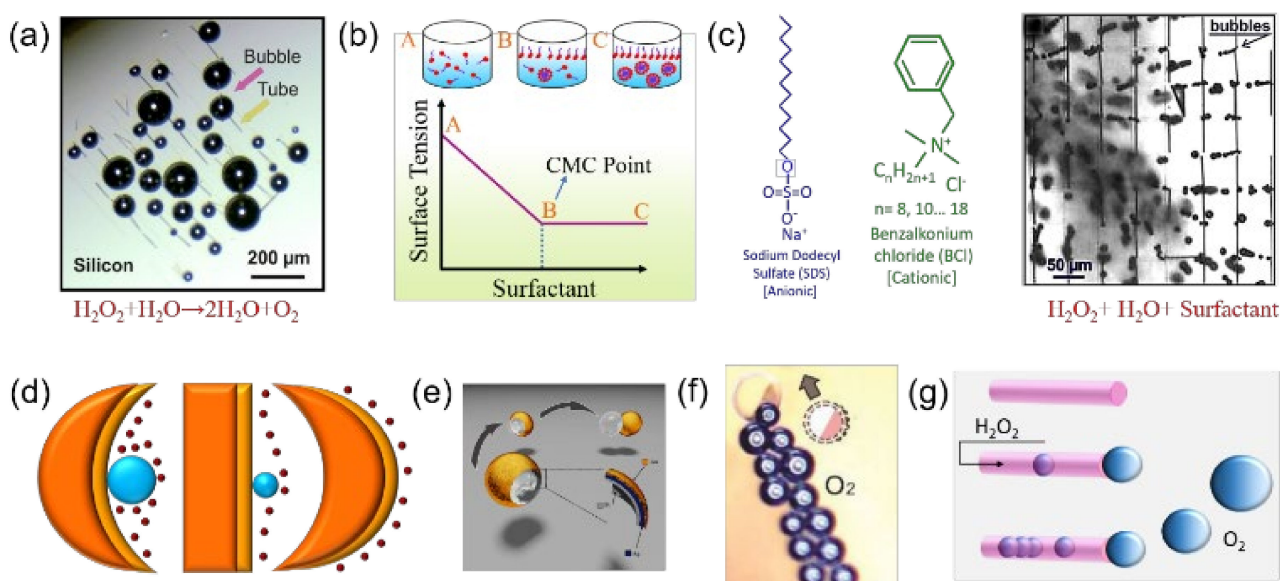 (a)
Bubble
Tube
Silicon
200 μm
H₂O₂+H₂O→2H₂O+O₂
(b)
A
B
C
A
CMC Point
B
C
Surface Tension
Surfactant
(c)
O
O=S=O
O⁻
Na⁺
Sodium Dodecyl
Sulfate (SDS)
[Anionic]
N⁺
CₙH₂ₙ₊₁
Cl⁻
n= 8, 10... 18
Benzalkonium
chloride (BCl)
[Cationic]
bubbles
50 μm
H₂O₂+ H₂O+ Surfactant
(d)
(e)
(f)
O₂
(g)
H₂O₂
O₂